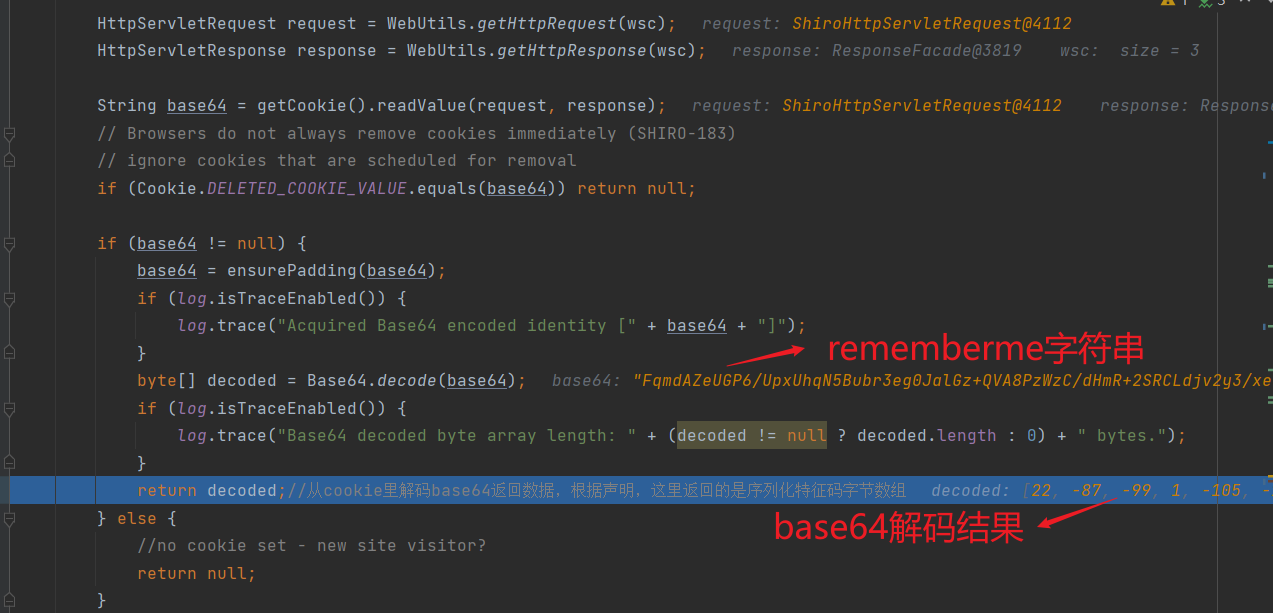 HttpServletRequest request = WebUtils.getHttpRequest(wsc); request: ShiroHttpServletRequest@4112
HttpServletResponse response = WebUtils.getHttpResponse(wsc); response: ResponseFacade@3819 wsc: size = 3
String base64 = getCookie().readValue(request, response); request: ShiroHttpServletRequest@4112 response: Respons
// Browsers do not always remove cookies immediately (SHIRO-183)
// ignore cookies that are scheduled for removal
if (Cookie.DELETED_COOKIE_VALUE.equals(base64)) return null;
if (base64 != null) {
base64 = ensurePadding(base64);
if (log.isTraceEnabled()) {
log.trace("Acquired Base64 encoded identity [" + base64 + "]");
}
rememberme字符串
byte[] decoded = Base64.decode(base64); base64: "FqmdAZeUGP6/UpxUhqN5Bubr3eg0JalGz+QVA8PzWzC/dHmR+2SRCLdjv2y3/xe
if (log.isTraceEnabled()) {
log.trace("Base64 decoded byte array length: " + (decoded != null ? decoded.length : 0) + " bytes.");
}
return decoded;//从cookie里解码base64返回数据，根据声明，这里返回的是序列化特征码字节数组 decoded: [22, -87, -99, 1, -105, -
} else {
base64解码结果
//no cookie set - new site visitor?
return null;
}